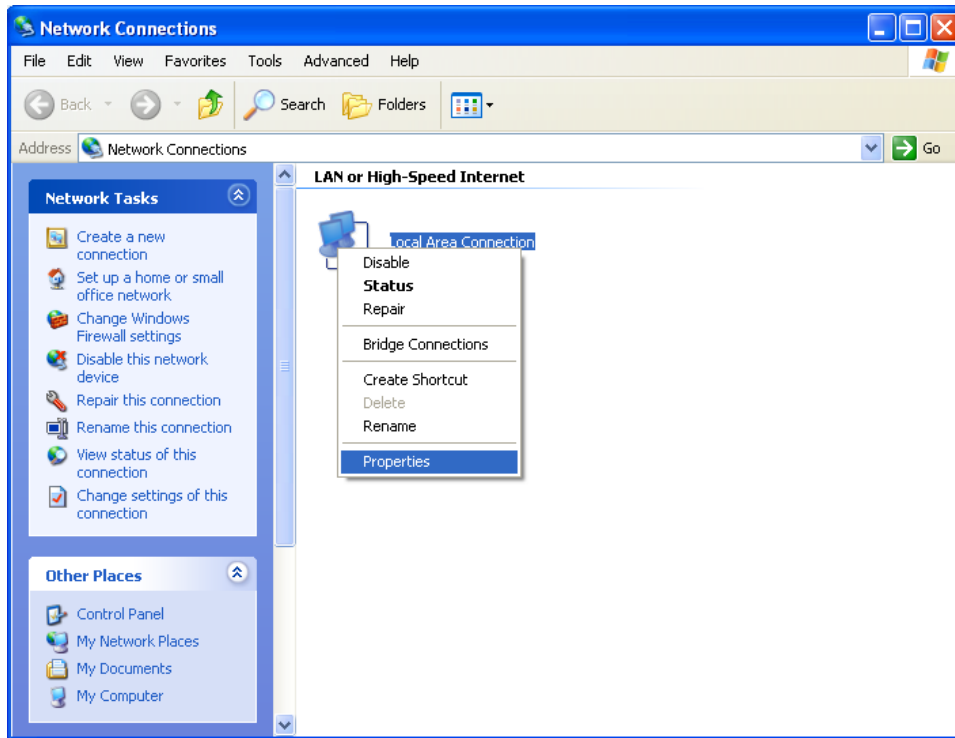 Network Connections
File Edit View Favorites Tools Advanced Help
Back Search Folders
Address Network Connections Go
Network Tasks
Create a new
connection
Set up a home or small
office network
Change Windows
Firewall settings
Disable this network
device
Repair this connection
Rename this connection
View status of this
connection
Change settings of this
connection
Other Places
Control Panel
My Network Places
My Documents
My Computer
LAN or High-Speed Internet
Local Area Connection
Disable
Status
Repair
Bridge Connections
Create Shortcut
Delete
Rename
Properties